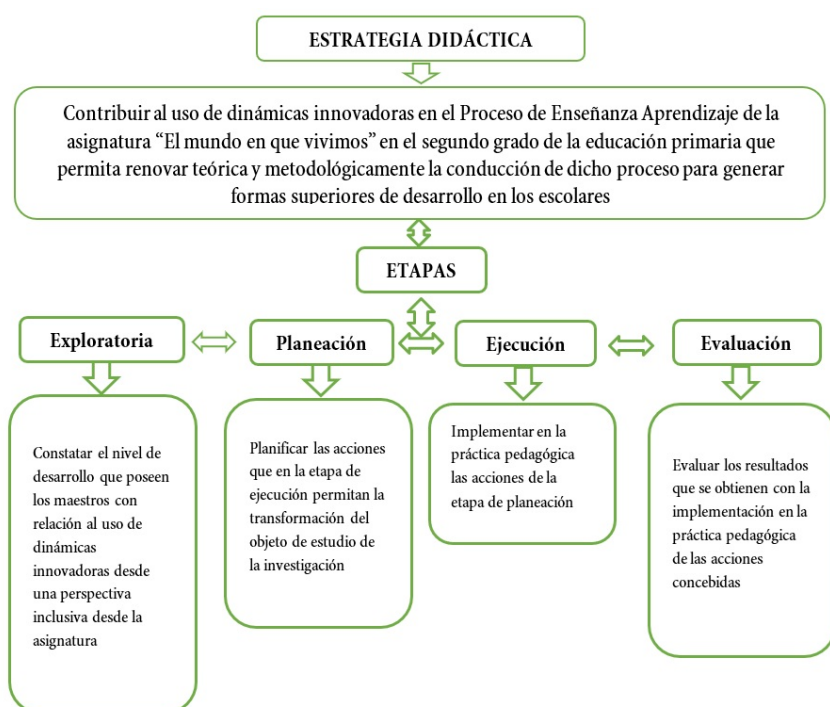 ESTRATEGIA DIDÁCTICA
Contribuir al uso de dinámicas innovadoras en el Proceso de Enseñanza Aprendizaje de la
asignatura “El mundo en que vivimos” en el segundo grado de la educación primaria que
permita renovar teórica y metodológicamente la conducción de dicho proceso para generar
formas superiores de desarrollo en los escolares
ETAPAS
Exploratoria
Planeación
Ejecución
Evaluación
Constatar el nivel de
desarrollo que poseen
los maestros con
relación al uso de
dinámicas
innovadoras desde
una perspectiva
inclusiva desde la
asignatura
Planificar las acciones
que en la etapa de
ejecución permitan la
transformación del
objeto de estudio de
la investigación
Implementar en la
práctica pedagógica
las acciones de la
etapa de planeación
Evaluar los resultados
que se obtienen con la
implementación en la
práctica pedagógica
de las acciones
concebidas